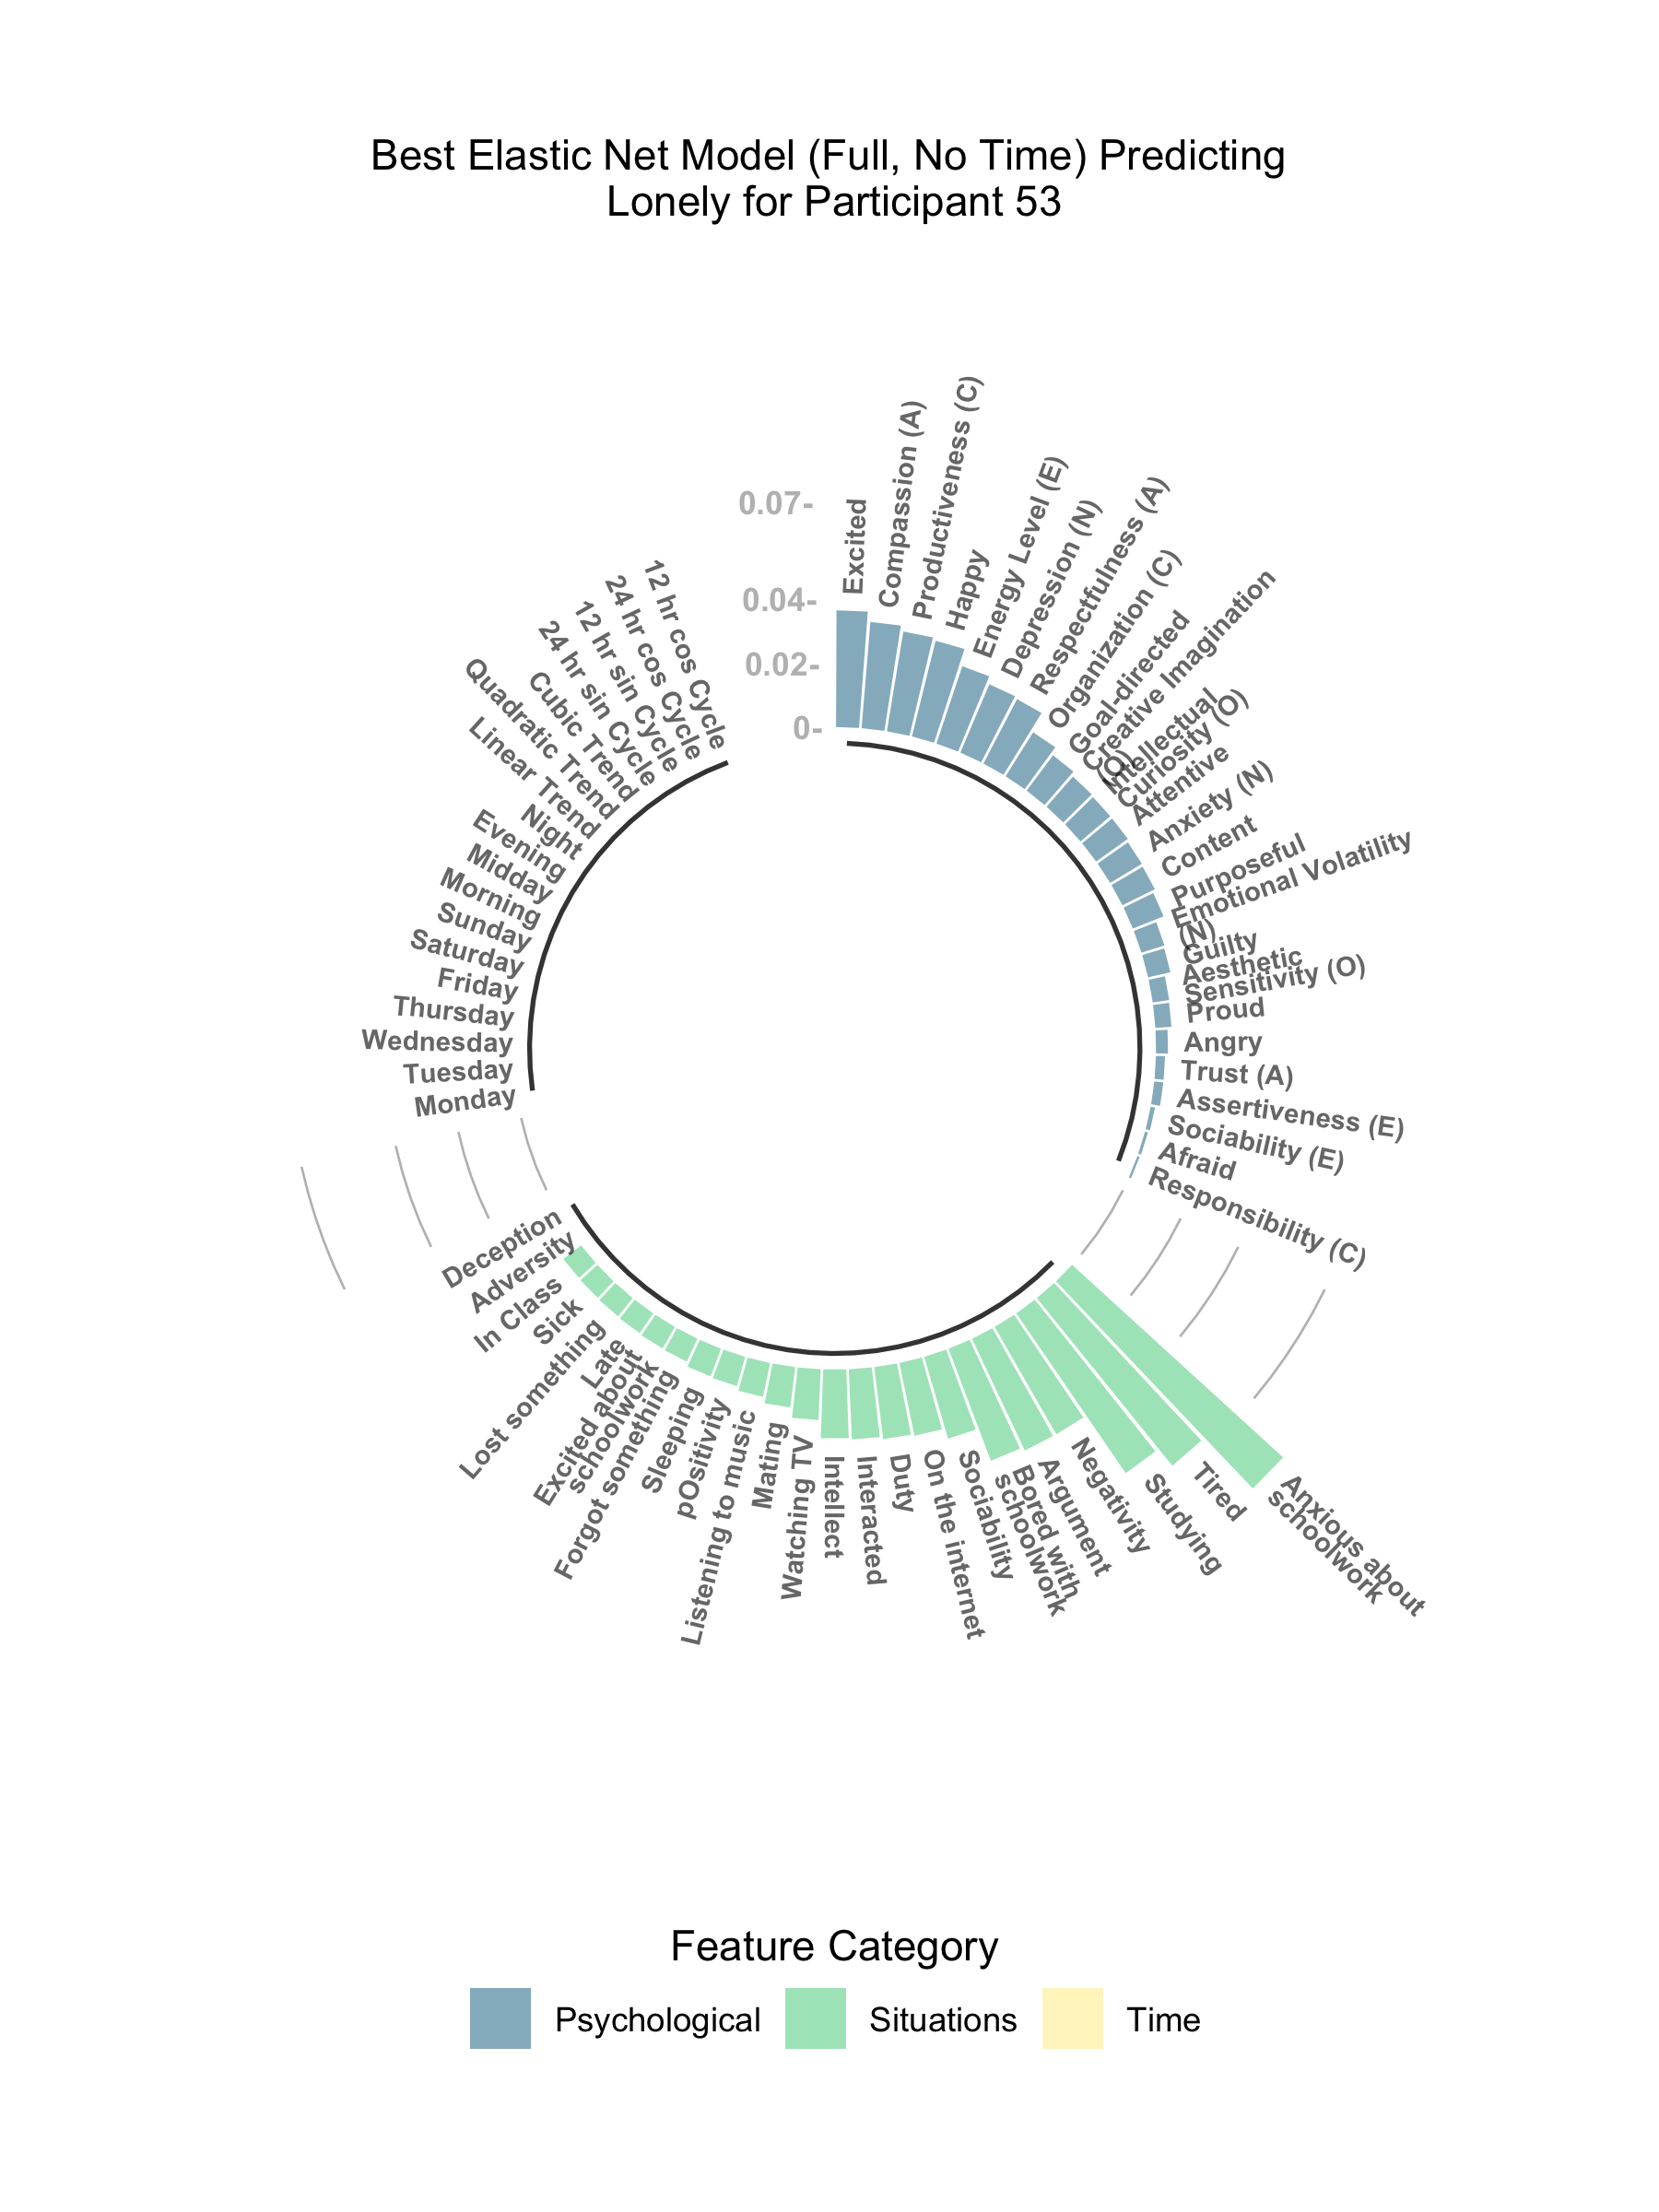 Best Elastic Net Model (Full, No Time) Predicting
Lonely for Participant 53
0.07-
0.04-
0.02-
0-
Excited
Compassion (A)
Productiveness (C)
Happy
Energy Level (E)
Depression (N)
Respectfulness (A)
Organization (C)
Goal-directed
Creative Imagination
(O)
Intellectual
Curiosity (O)
Attentive
Anxiety (N)
Content
Purposeful
Emotional Volatility
(N)
Guilty
Aesthetic
Sensitivity (O)
Proud
Angry
Trust (A)
Assertiveness (E)
Sociability (E)
Afraid
Responsibility (C)
Anxious about
schoolwork
Tired
Studying
Negativity
Argument
Bored with
schoolwork
Sociability
On the internet
Duty
Interacted
Intellect
Watching TV
Mating
Listening to music
pOsitivity
Sleeping
Forgot something
Excited about
schoolwork
Late
Lost something
Sick
In Class
Adversity
Deception
Monday
Tuesday
Wednesday
Thursday
Friday
Saturday
Sunday
Morning
Midday
Evening
Night
Linear Trend
Quadratic Trend
Cubic Trend
24 hr sin Cycle
12 hr sin Cycle
24 hr cos Cycle
12 hr cos Cycle
Feature Category
Psychological
Situations
Time